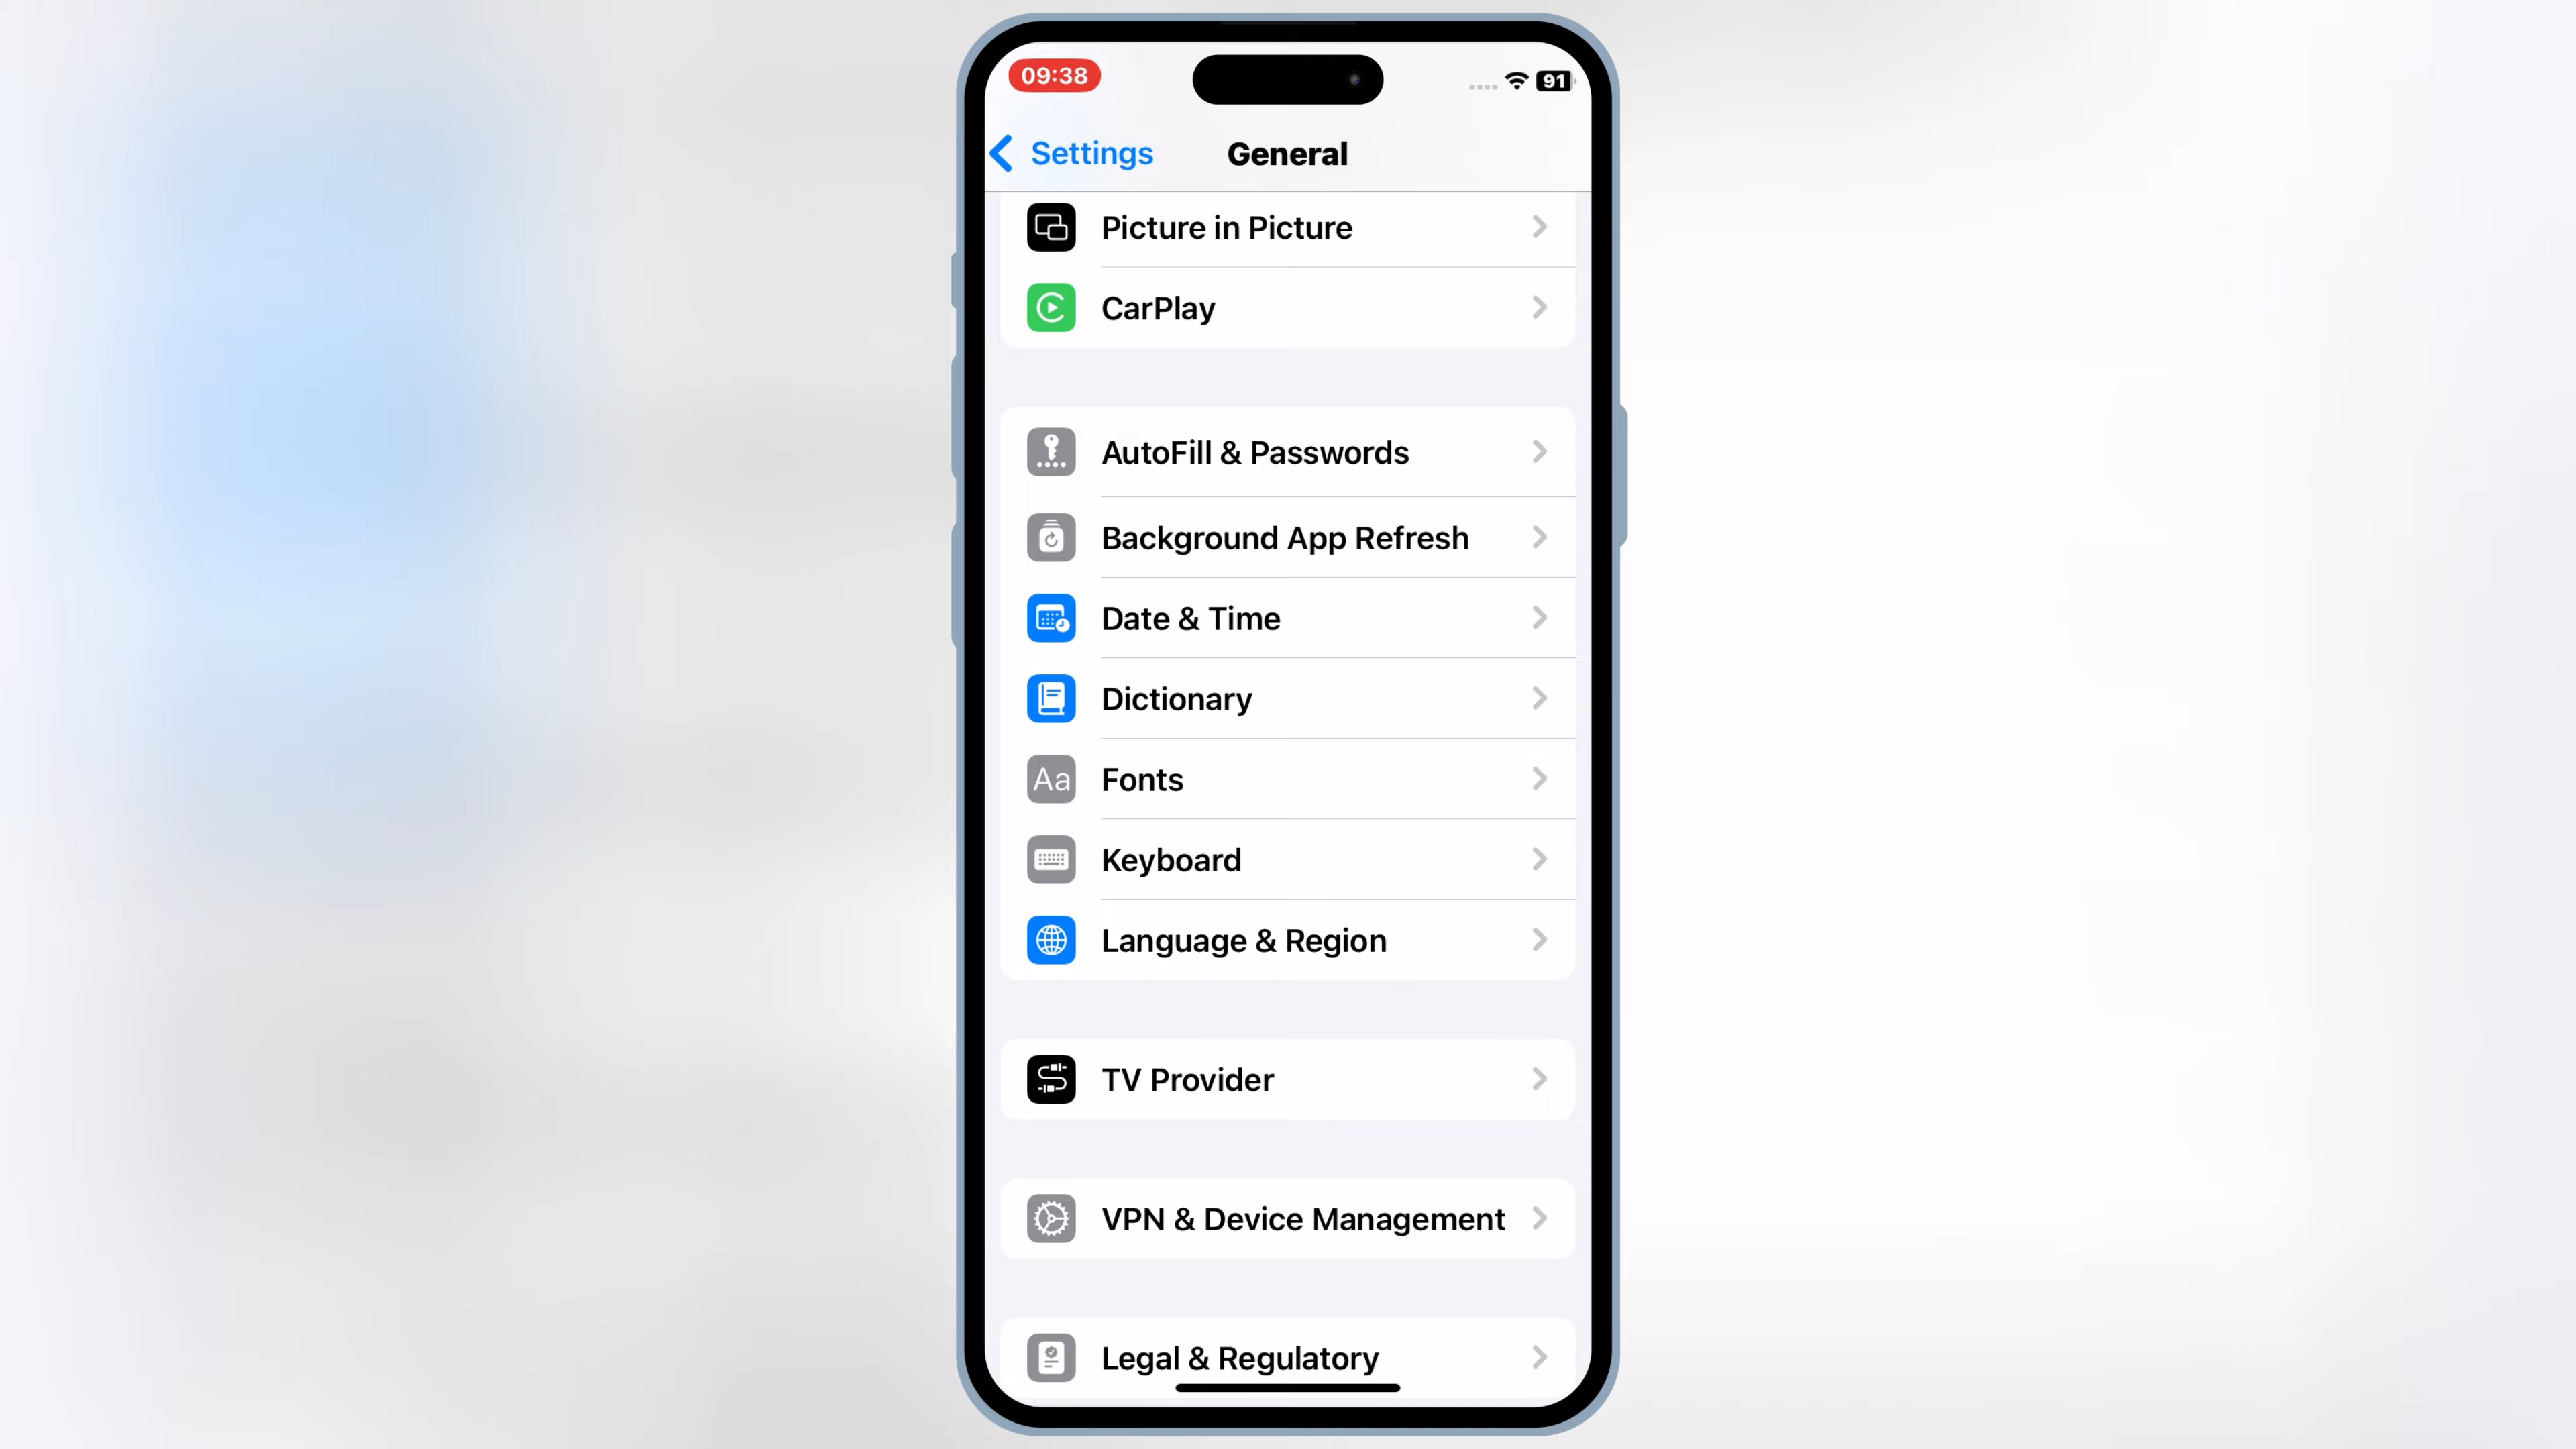 09:38
91
Settings
General
Picture in Picture
CarPlay
AutoFill & Passwords
Background App Refresh
Date & Time
Dictionary
Aa
Fonts
Keyboard
Language & Region
TV Provider
VPN & Device Management
Legal & Regulatory